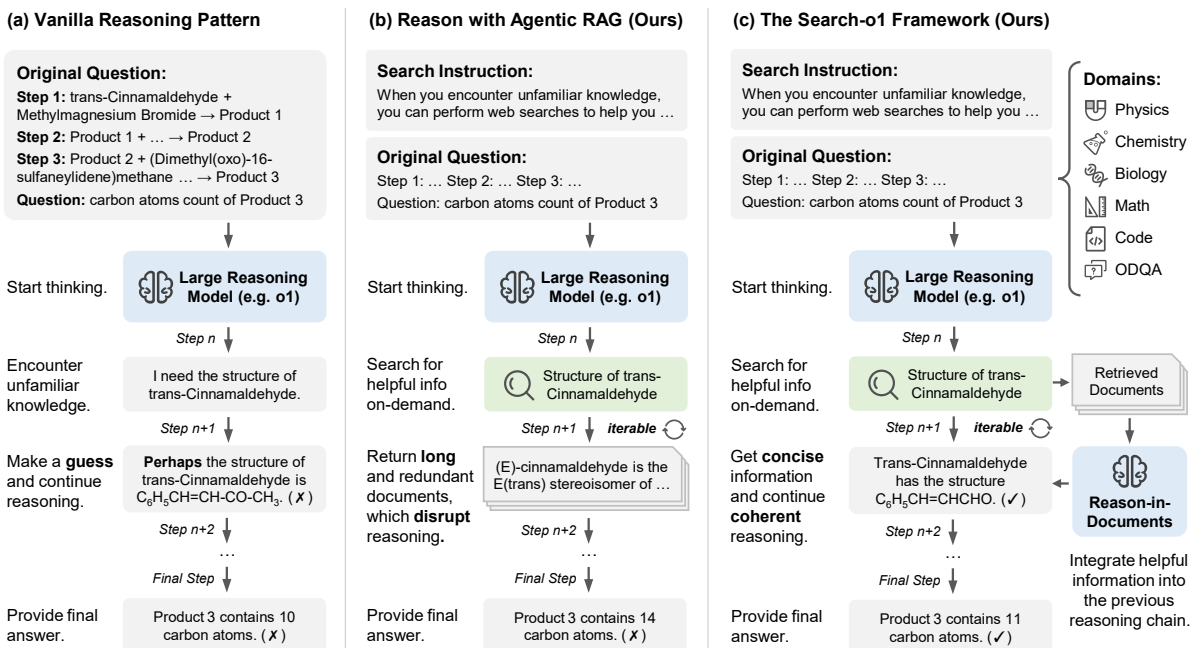 (a) Vanilla Reasoning Pattern
Original Question:
Step 1: trans-Cinnamaldehyde +
Methylmagnesium Bromide → Product 1
Step 2: Product 1 + … → Product 2
Step 3: Product 2 + (Dimethyl(oxo)-16-
sulfaneylidene)methane … → Product 3
Question: carbon atoms count of Product 3
Start thinking.
Large Reasoning
Model (e.g. o1)
Step n
Encounter
unfamiliar
knowledge.
I need the structure of
trans-Cinnamaldehyde.
Step n+1
Make a guess
and continue
reasoning.
Perhaps the structure of
trans-Cinnamaldehyde is
C₆H₅CH=CH-CO-CH₃. (✗)
Step n+2
…
Final Step
Provide final
answer.
Product 3 contains 10
carbon atoms. (✗)
(b) Reason with Agentic RAG (Ours)
Search Instruction:
When you encounter unfamiliar knowledge,
you can perform web searches to help you …
Original Question:
Step 1: … Step 2: … Step 3: …
Question: carbon atoms count of Product 3
Start thinking.
Large Reasoning
Model (e.g. o1)
Step n
Search for
helpful info
on-demand.
Structure of trans-
Cinnamaldehyde
Step n+1 iterable
Return long
and redundant
documents,
which disrupt
reasoning.
(E)-cinnamaldehyde is the
E(trans) stereoisomer of …
Step n+2
…
Final Step
Provide final
answer.
Product 3 contains 14
carbon atoms. (✗)
(c) The Search-o1 Framework (Ours)
Search Instruction:
When you encounter unfamiliar knowledge,
you can perform web searches to help you …
Original Question:
Step 1: … Step 2: … Step 3: …
Question: carbon atoms count of Product 3
Domains:
Physics
Chemistry
Biology
Math
Code
ODQA
Start thinking.
Large Reasoning
Model (e.g. o1)
Step n
Search for
helpful info
on-demand.
Structure of trans-
Cinnamaldehyde
Retrieved
Documents
Step n+1 iterable
Get concise
information
and continue
coherent
reasoning.
Trans-Cinnamaldehyde
has the structure
C₆H₅CH=CHCHO. (✓)
Reason-in-
Documents
Integrate helpful
information into
the previous
reasoning chain.
Step n+2
…
Final Step
Provide final
answer.
Product 3 contains 11
carbon atoms. (✓)